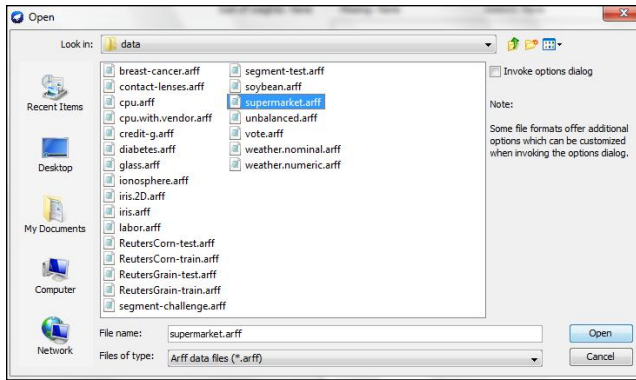 Open
Look in:
data
Recent Items
Desktop
My Documents
Computer
Network
breast-cancer.arff
contact-lenses.arff
cpu.arff
cpu.with.vendor.arff
credit-g.arff
diabetes.arff
glass.arff
ionosphere.arff
iris.2D.arff
iris.arff
labor.arff
ReutersCorn-test.arff
ReutersCorn-train.arff
ReutersGrain-test.arff
ReutersGrain-train.arff
segment-challenge.arff
segment-test.arff
soybean.arff
supermarket.arff
unbalanced.arff
vote.arff
weather.nominal.arff
weather.numeric.arff
Invoke options dialog
Note:
Some file formats offer additional
options which can be customized
when invoking the options dialog.
File name:
supermarket.arff
Open
Files of type:
Arff data files (*.arff)
Cancel